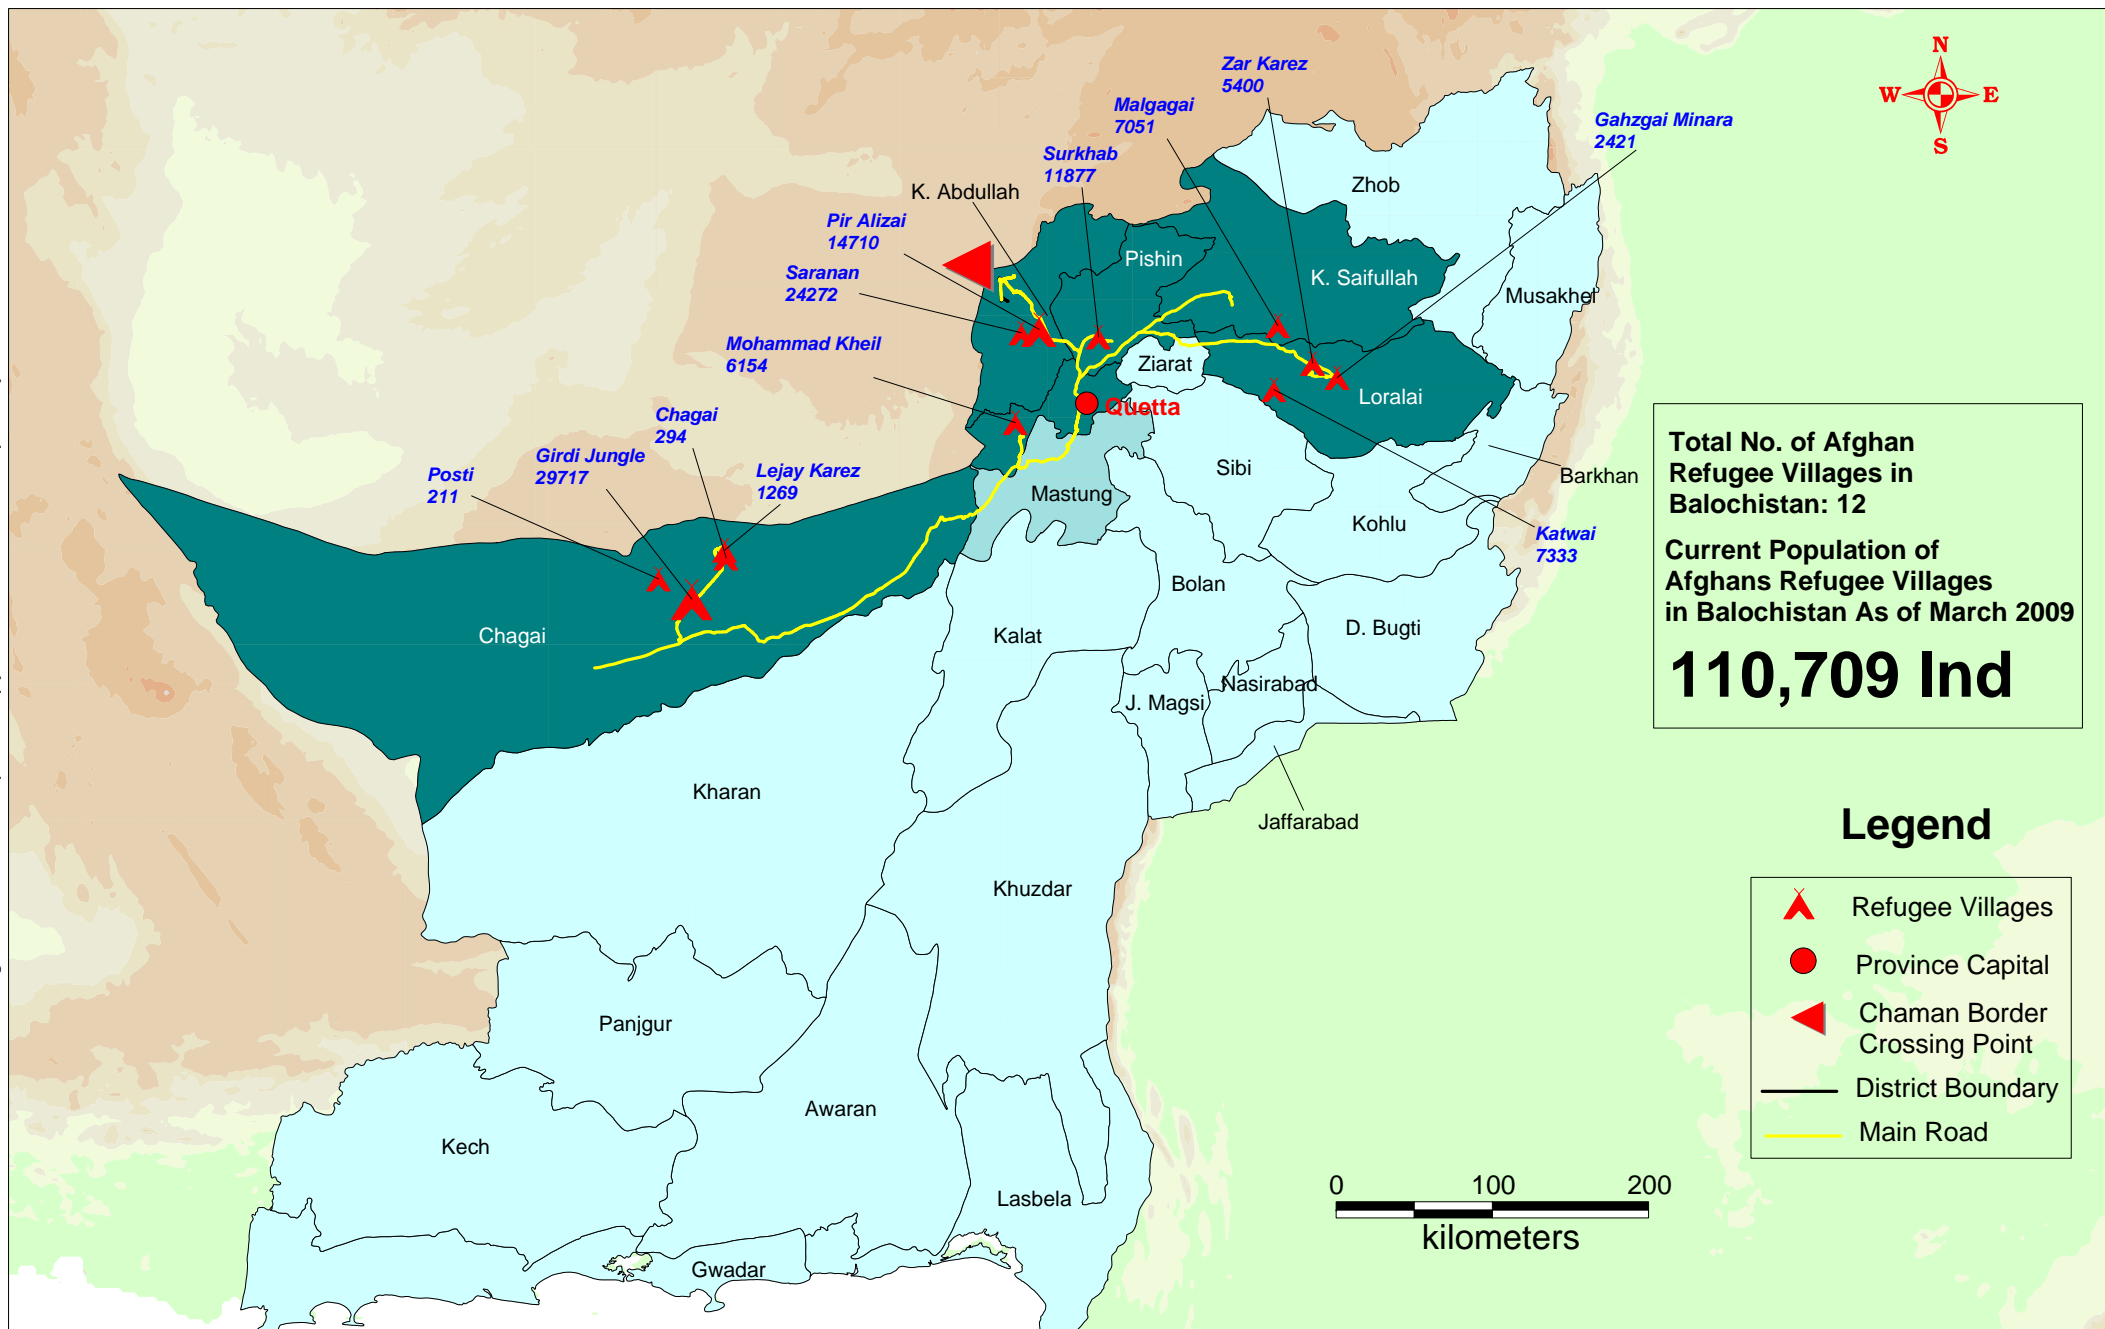 N
W E
S
Zar Karez
5400
Malgagai
7051
Gahzgai Minara
2421
Surkhab
11877
K. Abdullah
Zhob
Pir Alizai
14710
Pishin
Saranan
24272
K. Saifullah
Musakhel
Mohammad Kheil
6154
Ziarat
Loralai
Quetta
Chagai
294
Girdi Jungle
29717
Lejay Karez
1269
Posti
211
Sibi
Mastung
Barkhan
Kohlu
Katwai
7333
Total No. of Afghan
Refugee Villages in
Balochistan: 12
Current Population of
Afghans Refugee Villages
in Balochistan As of March 2009
110,709 Ind
Bolan
Chagai
Kalat
D. Bugti
Nasirabad
J. Magsi
Kharan
Jaffarabad
Khuzdar
Panjgur
Awaran
Kech
Lasbela
Gwadar
Legend
Refugee Villages
Province Capital
Chaman Border
Crossing Point
District Boundary
Main Road
0 100 200
kilometers